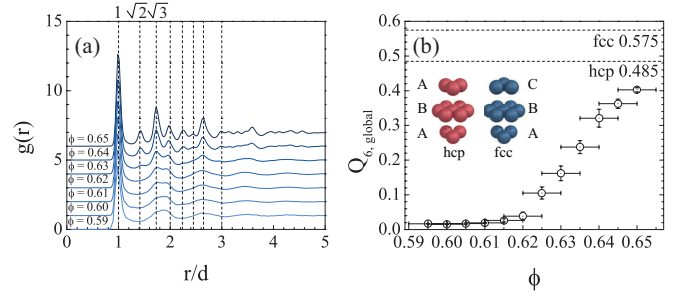 1 √2 √3
15
(a)
10
g(r)
5
0
ϕ = 0.65
ϕ = 0.64
ϕ = 0.63
ϕ = 0.62
ϕ = 0.61
ϕ = 0.60
ϕ = 0.59
0 1 2 3 4 5
r/d
0.6
(b)
fcc 0.575
hcp 0.485
0.5
0.4
0.3
0.2
0.1
0.0
Q6, global
A C
B B
A A
hcp fcc
0.59 0.60 0.61 0.62 0.63 0.64 0.65
ϕ